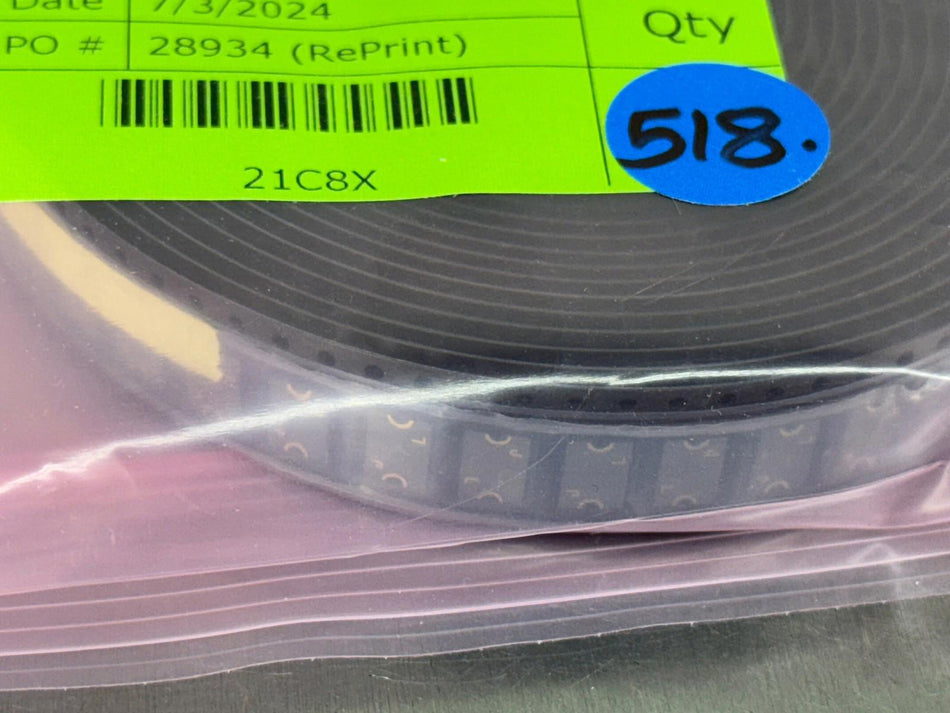 Date 7/3/2024
PO # 28934 (RePrint)
Qty
518.
21C8X